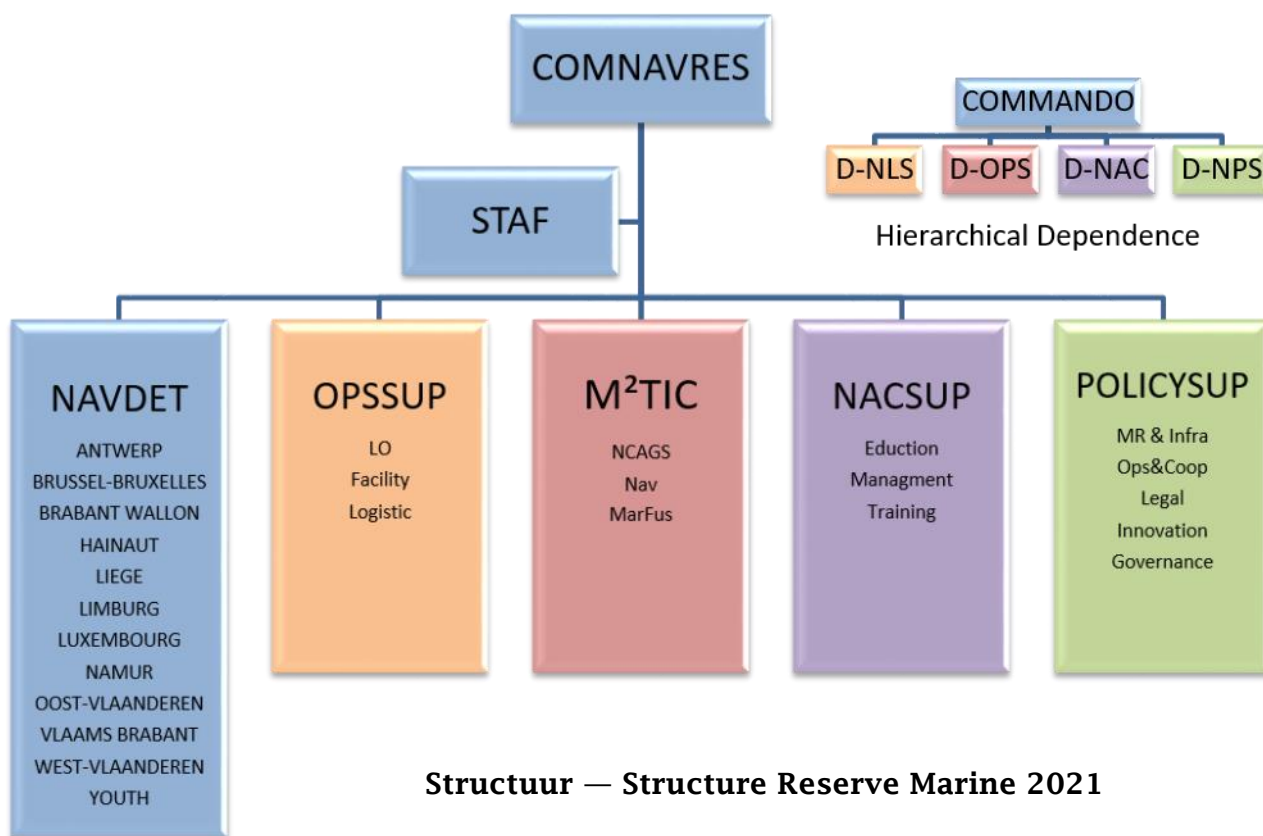 COMNAVRES
COMMANDO
D-NLS
D-OPS
D-NAC
D-NPS
Hierarchical Dependence
STAF
NAVDET
ANTWERP
BRUSSEL-BRUXELLES
BRABANT WALLON
HAINAUT
LIEGE
LIMBURG
LUXEMBOURG
NAMUR
OOST-VLAANDEREN
VLAAMS BRABANT
WEST-VLAANDEREN
YOUTH
OPSSUP
LO
Facility
Logistic
M²TIC
NCAGS
Nav
MarFus
NACSUP
Eduction
Managment
Training
POLICYSUP
MR & Infra
Ops&Coop
Legal
Innovation
Governance
Structuur — Structure Reserve Marine 2021